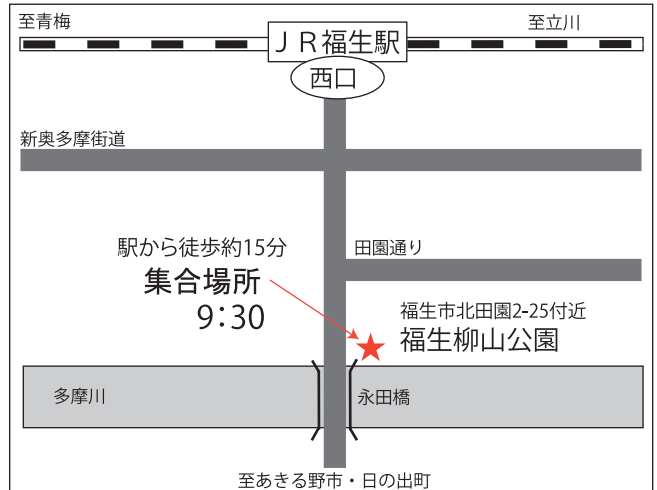 至青梅
至立川
JR福生駅
西口
新奥多摩街道
駅から徒歩約15分
集合場所
9:30
田園通り
福生市北田園2-25付近
福生柳山公園
多摩川
永田橋
至あきる野市・日の出町